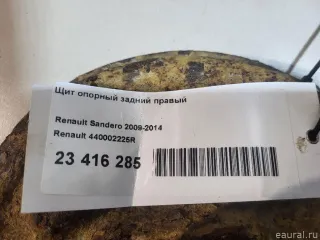 Щит опорный задний правый
Renault Sandero 2009-2014
Renault 440002225R
23 416 285
© eaural.ru